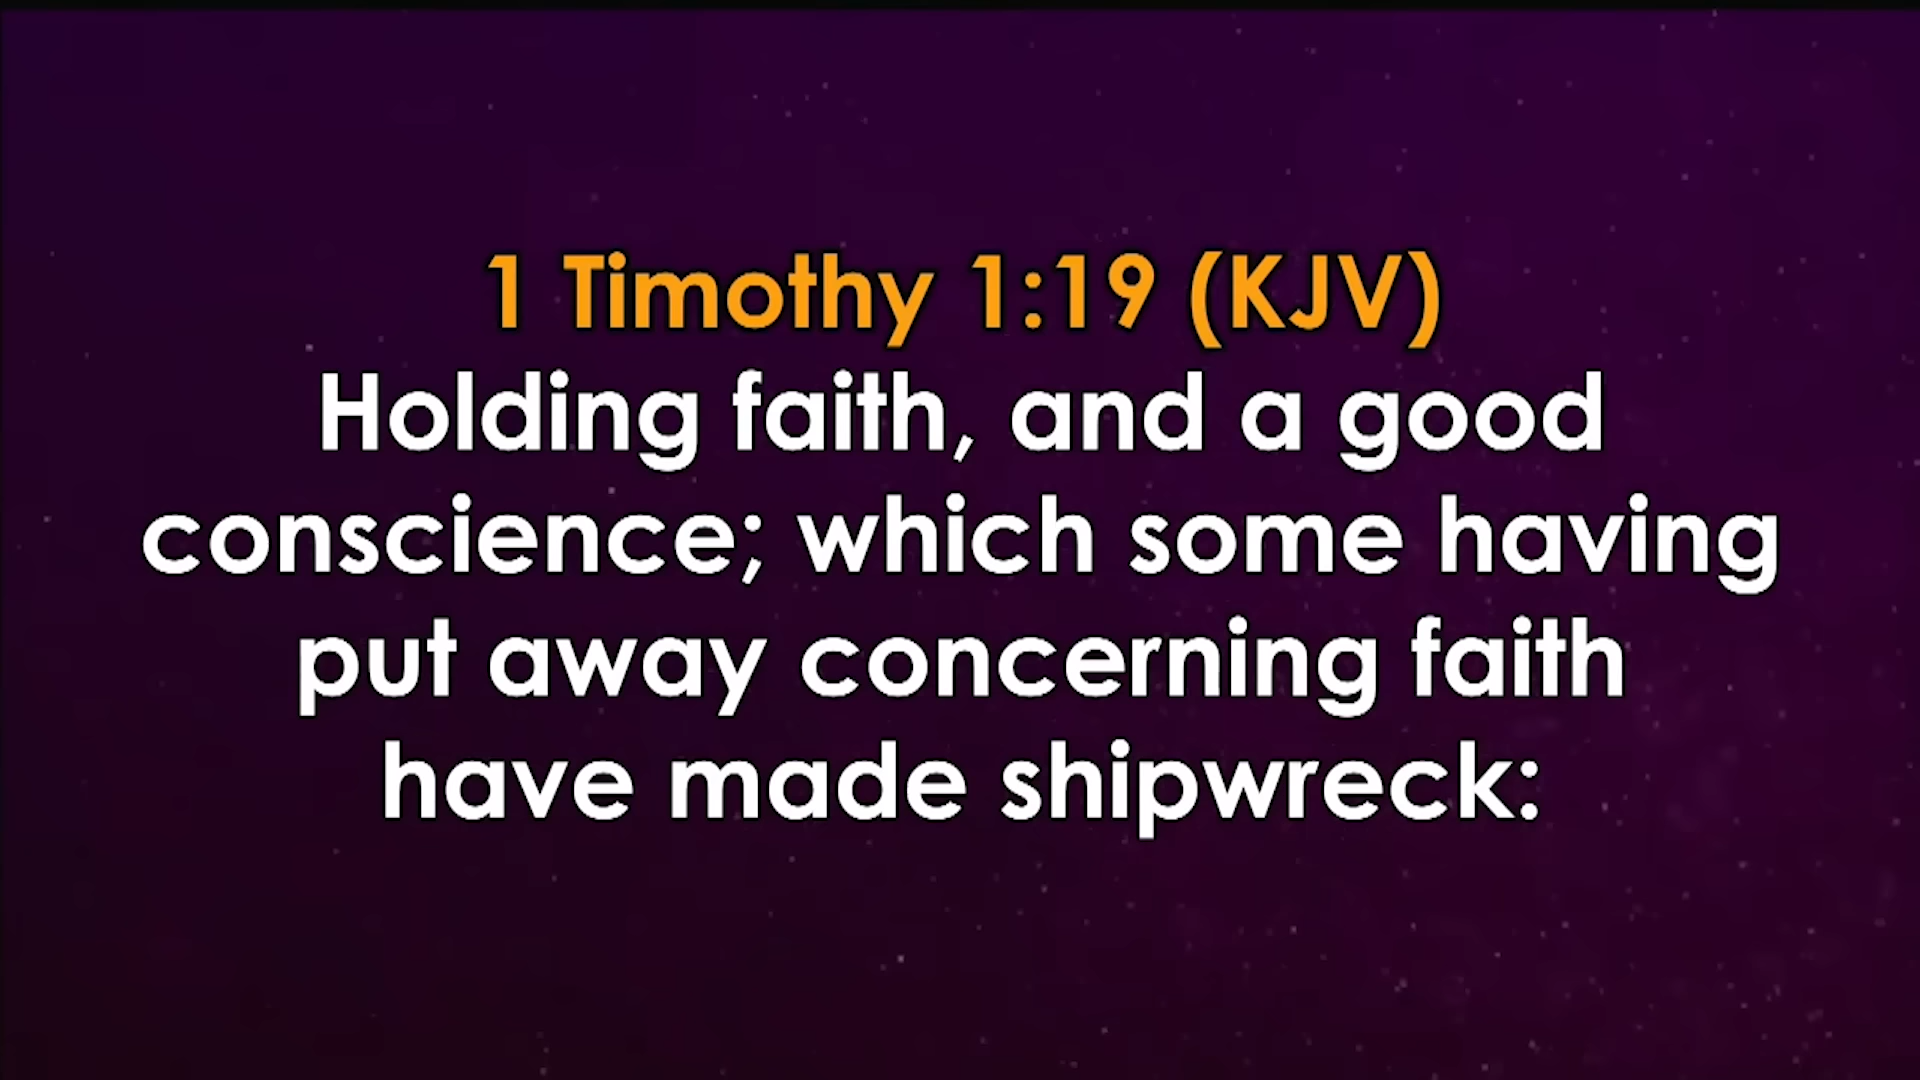 1 Timothy 1:19 (KJV)
Holding faith, and a good
conscience; which some having
put away concerning faith
have made shipwreck: